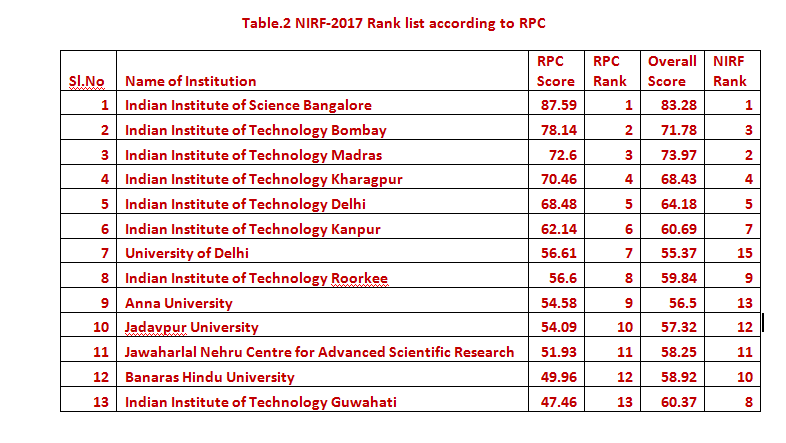 Table.2 NIRF-2017 Rank list according to RPC
Sl.No Name of Institution RPC Score RPC Rank Overall Score NIRF Rank
1 Indian Institute of Science Bangalore 87.59 1 83.28 1
2 Indian Institute of Technology Bombay 78.14 2 71.78 3
3 Indian Institute of Technology Madras 72.6 3 73.97 2
4 Indian Institute of Technology Kharagpur 70.46 4 68.43 4
5 Indian Institute of Technology Delhi 68.48 5 64.18 5
6 Indian Institute of Technology Kanpur 62.14 6 60.69 7
7 University of Delhi 56.61 7 55.37 15
8 Indian Institute of Technology Roorkee 56.6 8 59.84 9
9 Anna University 54.58 9 56.5 13
10 Jadavpur University 54.09 10 57.32 12
11 Jawaharlal Nehru Centre for Advanced Scientific Research 51.93 11 58.25 11
12 Banaras Hindu University 49.96 12 58.92 10
13 Indian Institute of Technology Guwahati 47.46 13 60.37 8